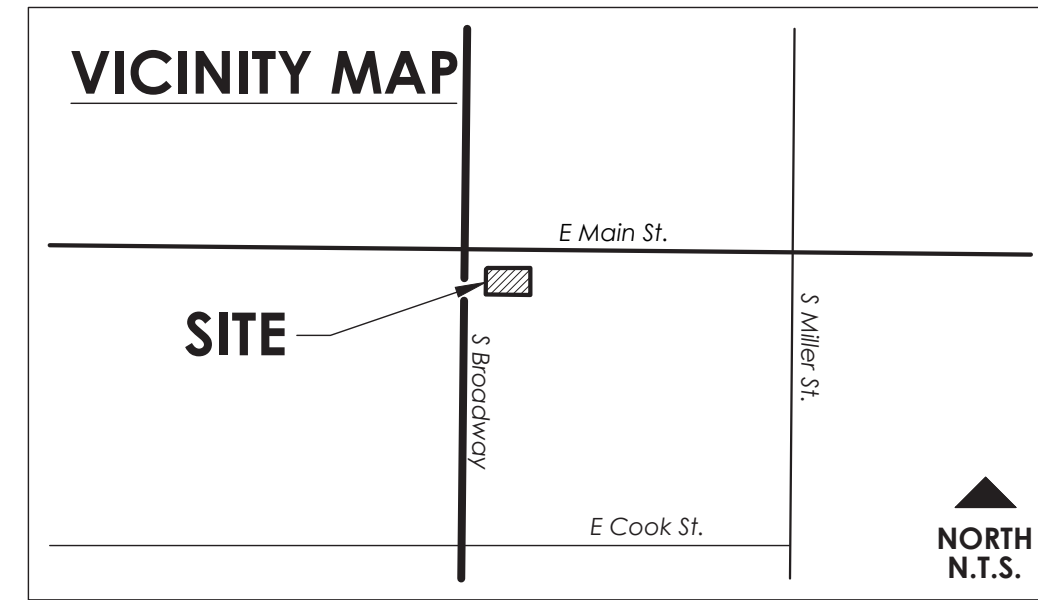 VICINITY MAP
E Main St.
SITE
S Broadway
S Miller St.
E Cook St.
NORTH
N.T.S.